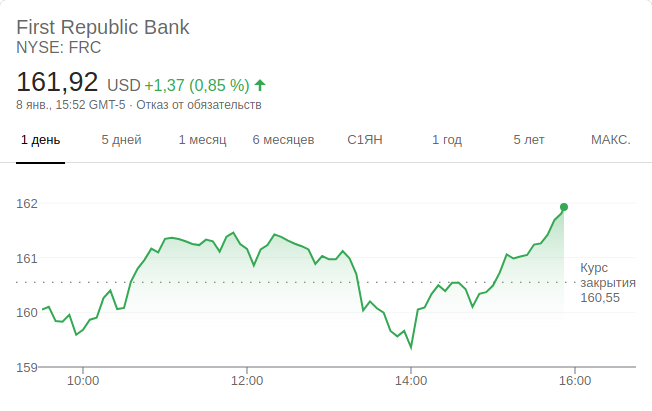 First Republic Bank
NYSE: FRC
161,92 USD +1,37 (0,85 %)
8 янв., 15:52 GMT-5 · Отказ от обязательств
1 день 5 дней 1 месяц 6 месяцев С1ЯН 1 год 5 лет МАКС.
162
161
Курс
закрытия
160,55
160
159
10:00 12:00 14:00 16:00